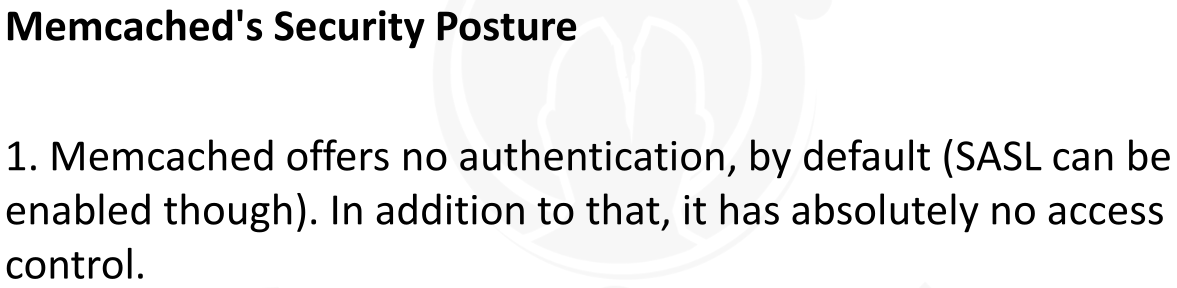 Memcached's Security Posture
1. Memcached offers no authentication, by default (SASL can be
enabled though). In addition to that, it has absolutely no access
control.